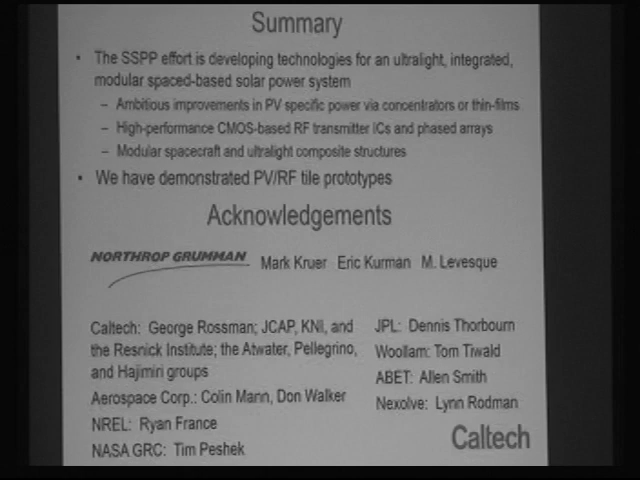 Summary
• The SSPP effort is developing technologies for an ultralight, integrated,
modular spaced-based solar power system
– Ambitious improvements in PV specific power via concentrators or thin-films
– High-performance CMOS-based RF transmitter ICs and phased arrays
– Modular spacecraft and ultralight composite structures
• We have demonstrated PV/RF tile prototypes
Acknowledgements
NORTHROP GRUMMAN Mark Kruer Eric Kurman M. Levesque
Caltech: George Rossman; JCAP, KNI, and
the Resnick Institute; the Atwater, Pellegrino,
and Hajimiri groups
Aerospace Corp.: Colin Mann, Don Walker
NREL: Ryan France
NASA GRC: Tim Peshek
JPL: Dennis Thorbourn
Woollam: Tom Tiwald
ABET: Allen Smith
Nexolve: Lynn Rodman
Caltech